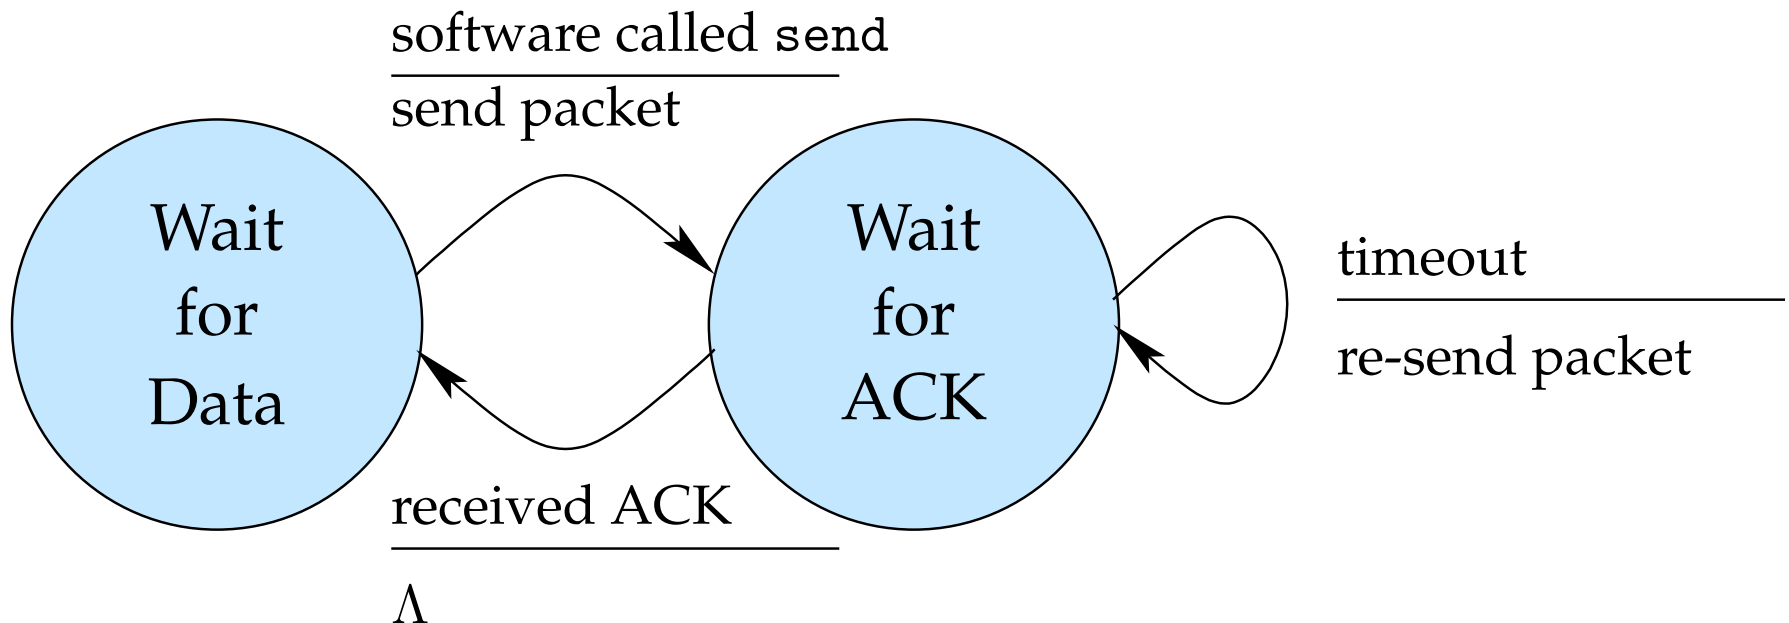 software called send
send packet
Wait
for
Data
Wait
for
ACK
timeout
re-send packet
received ACK
Λ